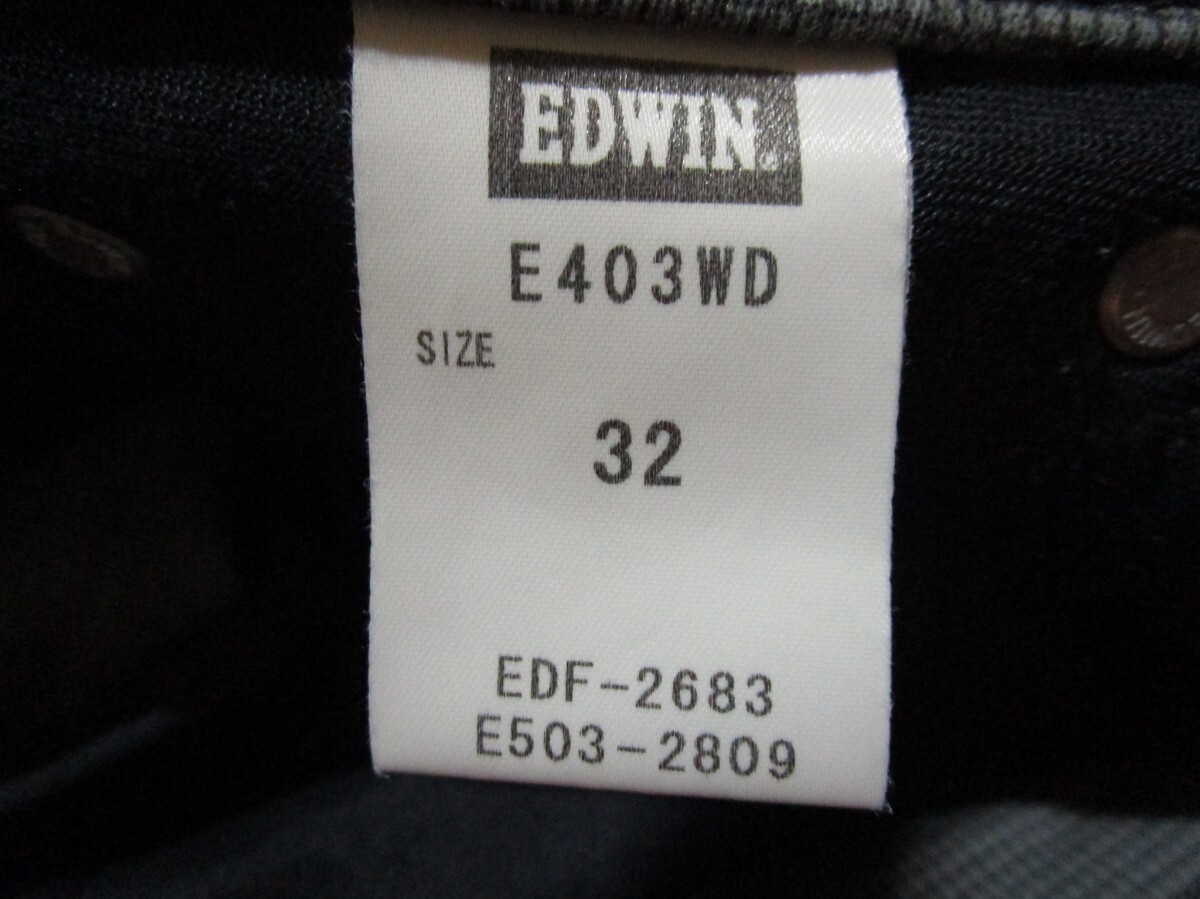 EDWIN.
E403WD
SIZE
32
EDF-2683
E503-2809